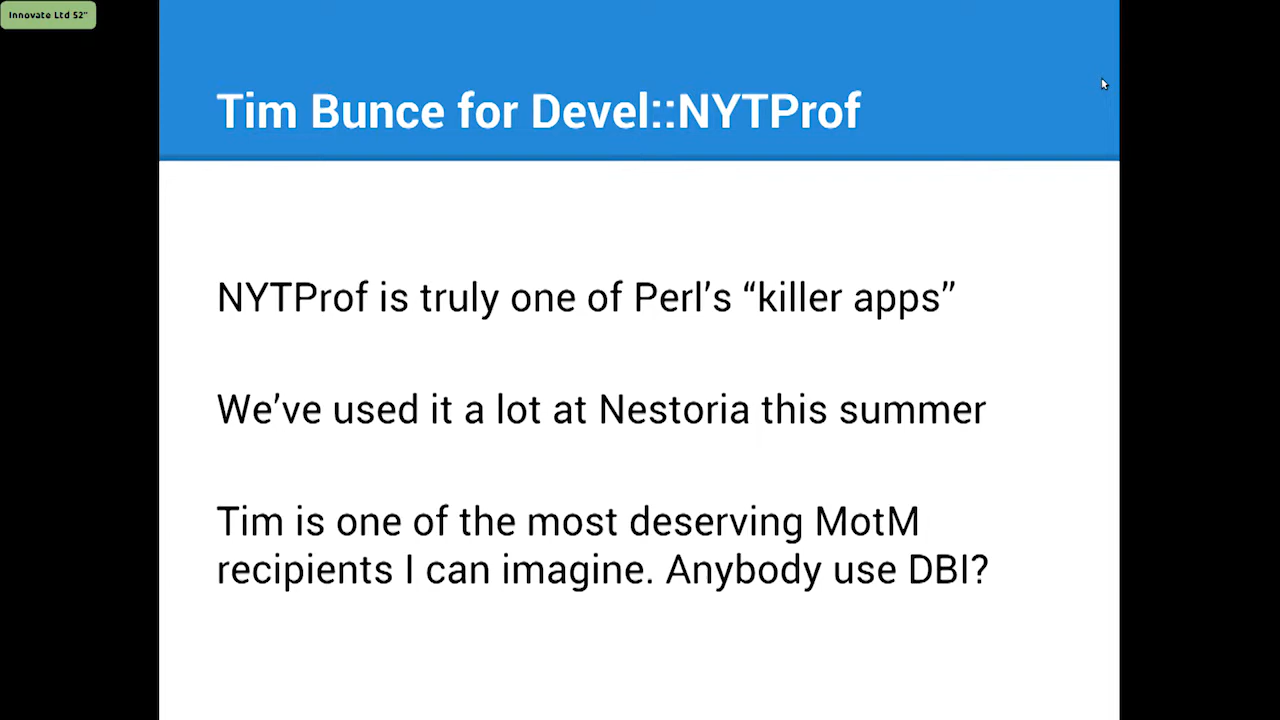 Innovate Ltd 52"
Tim Bunce for Devel::NYTProf
NYTProf is truly one of Perl’s “killer apps”
We’ve used it a lot at Nestoria this summer
Tim is one of the most deserving MotM
recipients I can imagine. Anybody use DBI?